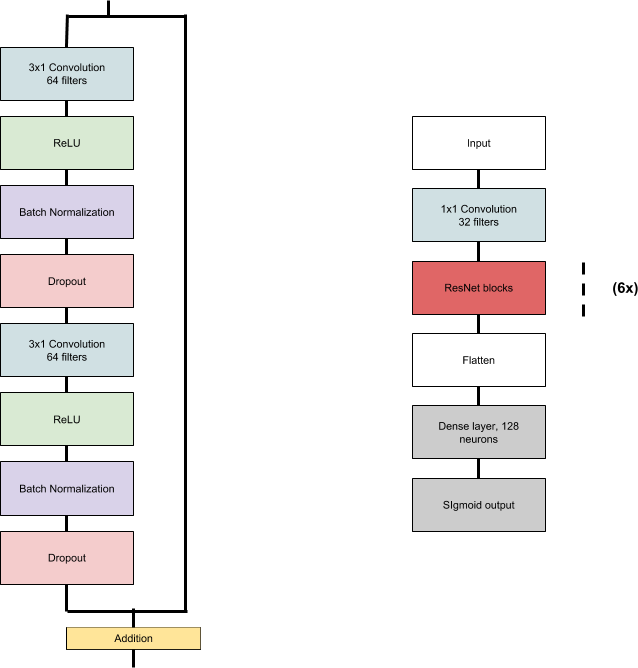 3x1 Convolution
64 filters
ReLU
Batch Normalization
Dropout
3x1 Convolution
64 filters
ReLU
Batch Normalization
Dropout
Addition
Input
1x1 Convolution
32 filters
ResNet blocks
(6x)
Flatten
Dense layer, 128
neurons
SIgmoid output